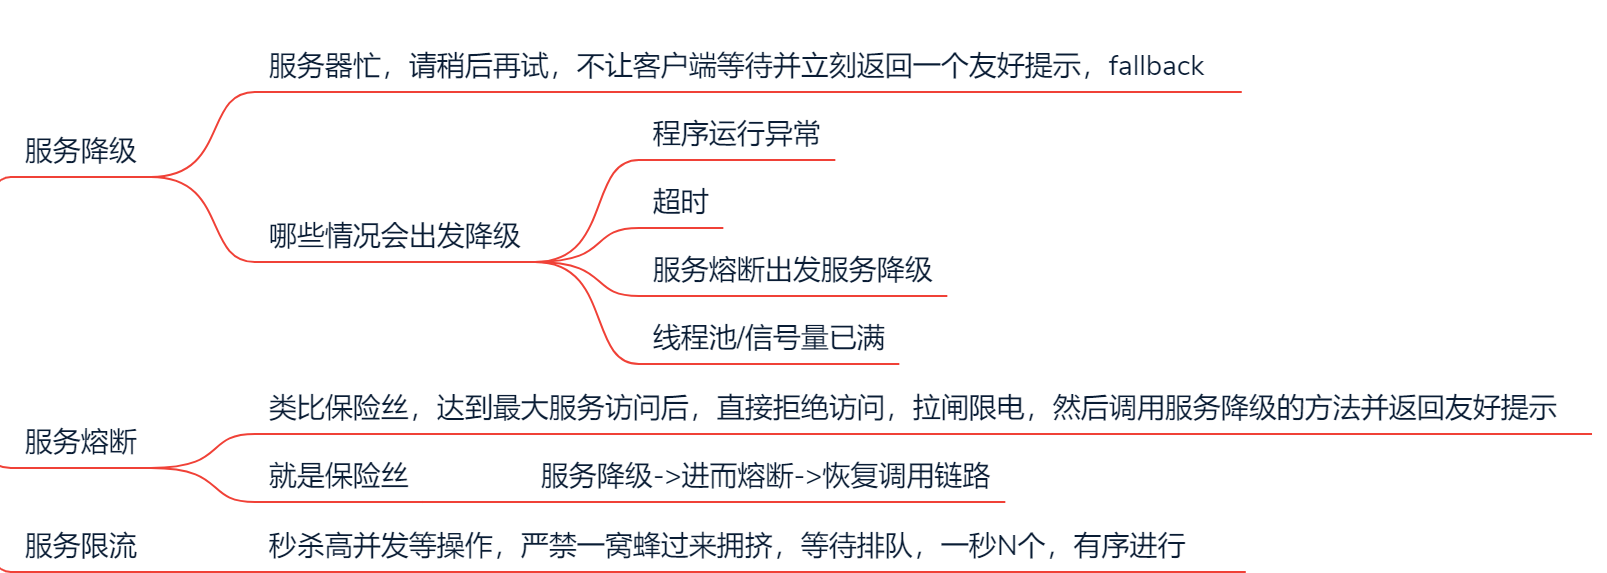 服务降级
服务器忙，请稍后再试，不让客户端等待并立刻返回一个友好提示，fallback
哪些情况会出发降级
程序运行异常
超时
服务熔断出发服务降级
线程池/信号量已满
服务熔断
类比保险丝，达到最大服务访问后，直接拒绝访问，拉闸限电，然后调用服务降级的方法并返回友好提示
就是保险丝 服务降级->进而熔断->恢复调用链路
服务限流
秒杀高并发等操作，严禁一窝蜂过来拥挤，等待排队，一秒N个，有序进行